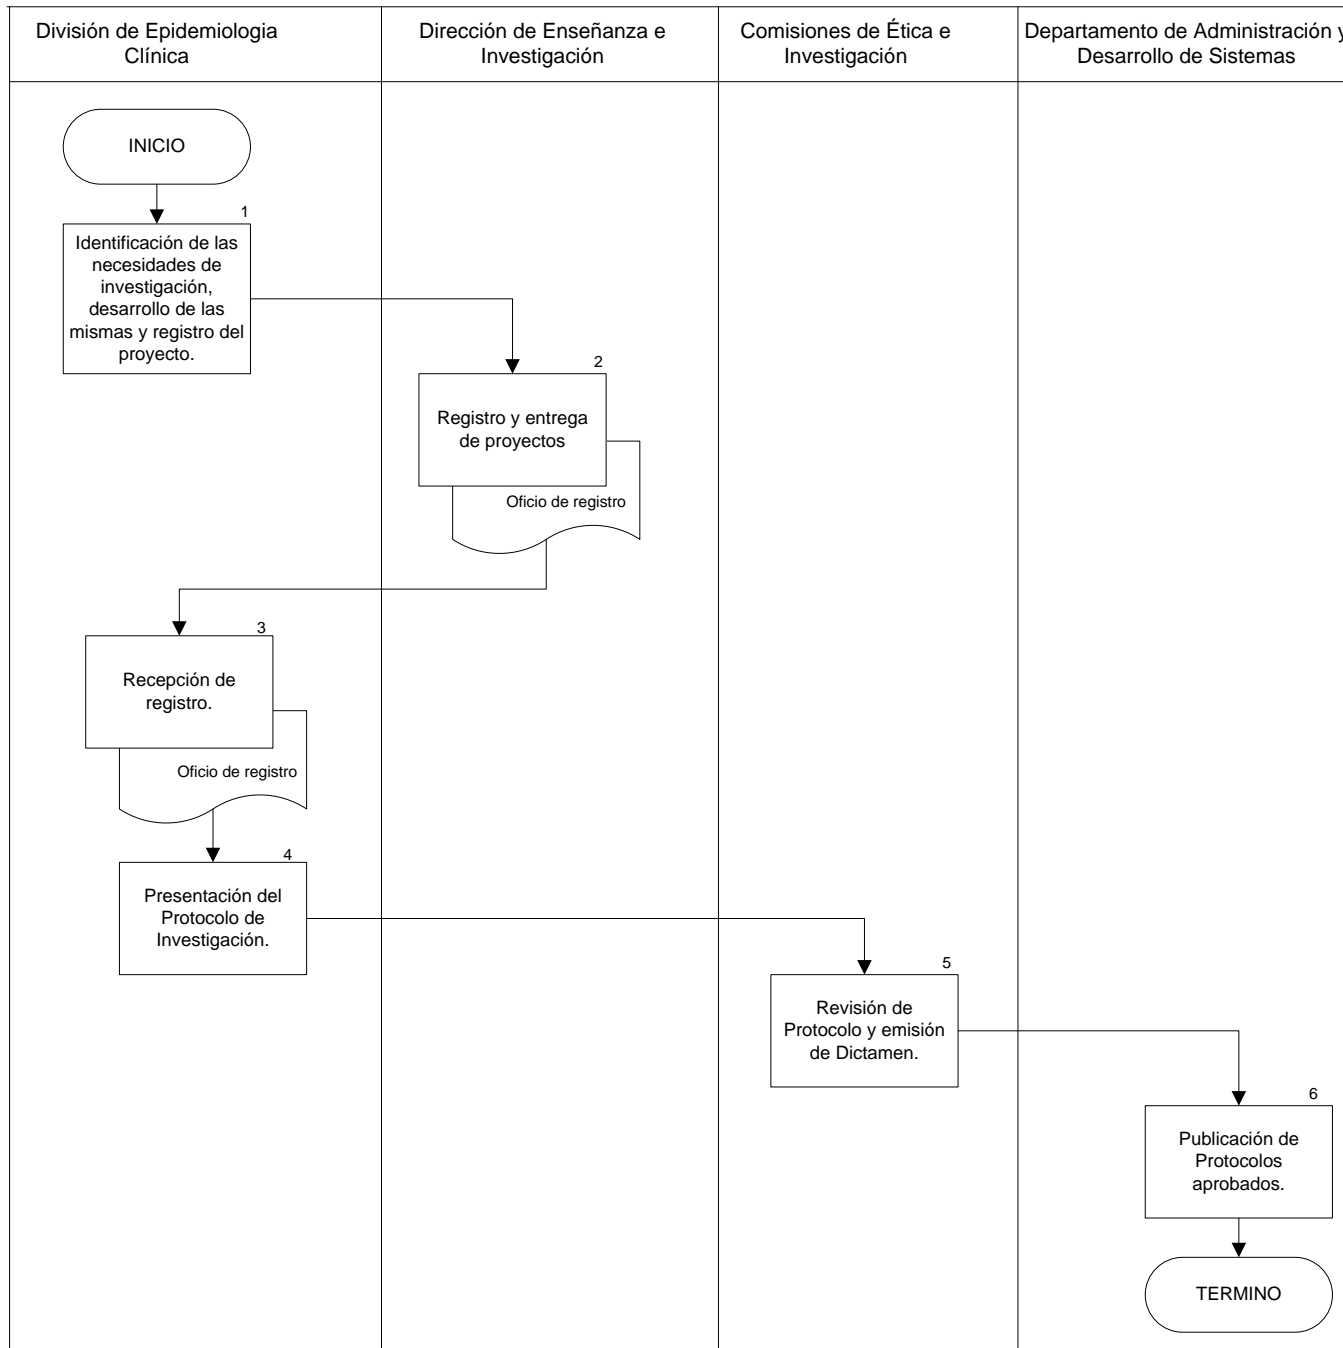 División de Epidemiologia
Clínica
Dirección de Enseñanza e
Investigación
Comisiones de Ética e
Investigación
Departamento de Administración y
Desarrollo de Sistemas
INICIO
1
Identificación de las
necesidades de
investigación,
desarrollo de las
mismas y registro del
proyecto.
2
Registro y entrega
de proyectos
Oficio de registro
3
Recepción de
registro.
Oficio de registro
4
Presentación del
Protocolo de
Investigación.
5
Revisión de
Protocolo y emisión
de Dictamen.
6
Publicación de
Protocolos
aprobados.
TERMINO